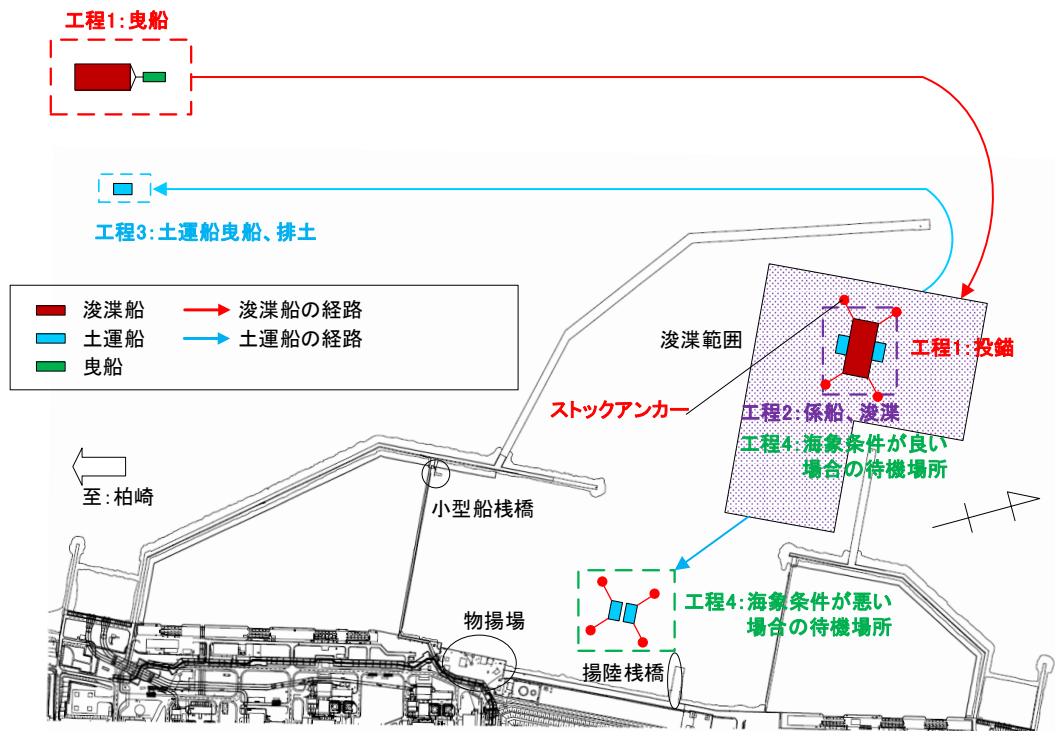 工程1:曳船
工程3:土運船曳船、排土
浚渫船
浚渫船の経路
土運船
土運船の経路
曳船
浚渫範囲
工程1:投錨
ストックアンカー
工程2:係船、浚渫
工程4:海象条件が良い
場合の待機場所
至:柏崎
小型船桟橋
工程4:海象条件が悪い
場合の待機場所
物揚場
揚陸桟橋